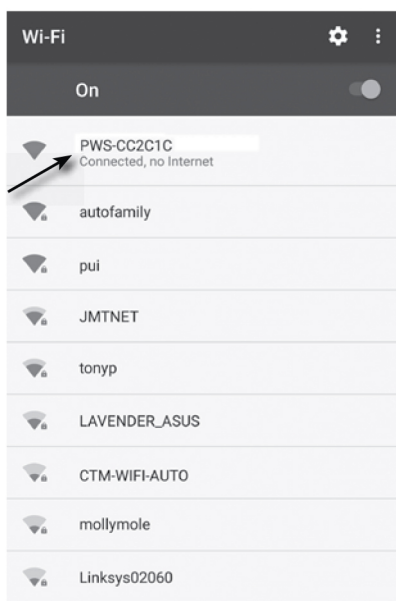 Wi-Fi
On
PWS-CC2C1C
Connected, no Internet
autofamily
pui
JMTNET
tonyp
LAVENDER_ASUS
CTM-WIFI-AUTO
mollymole
Linksys02060